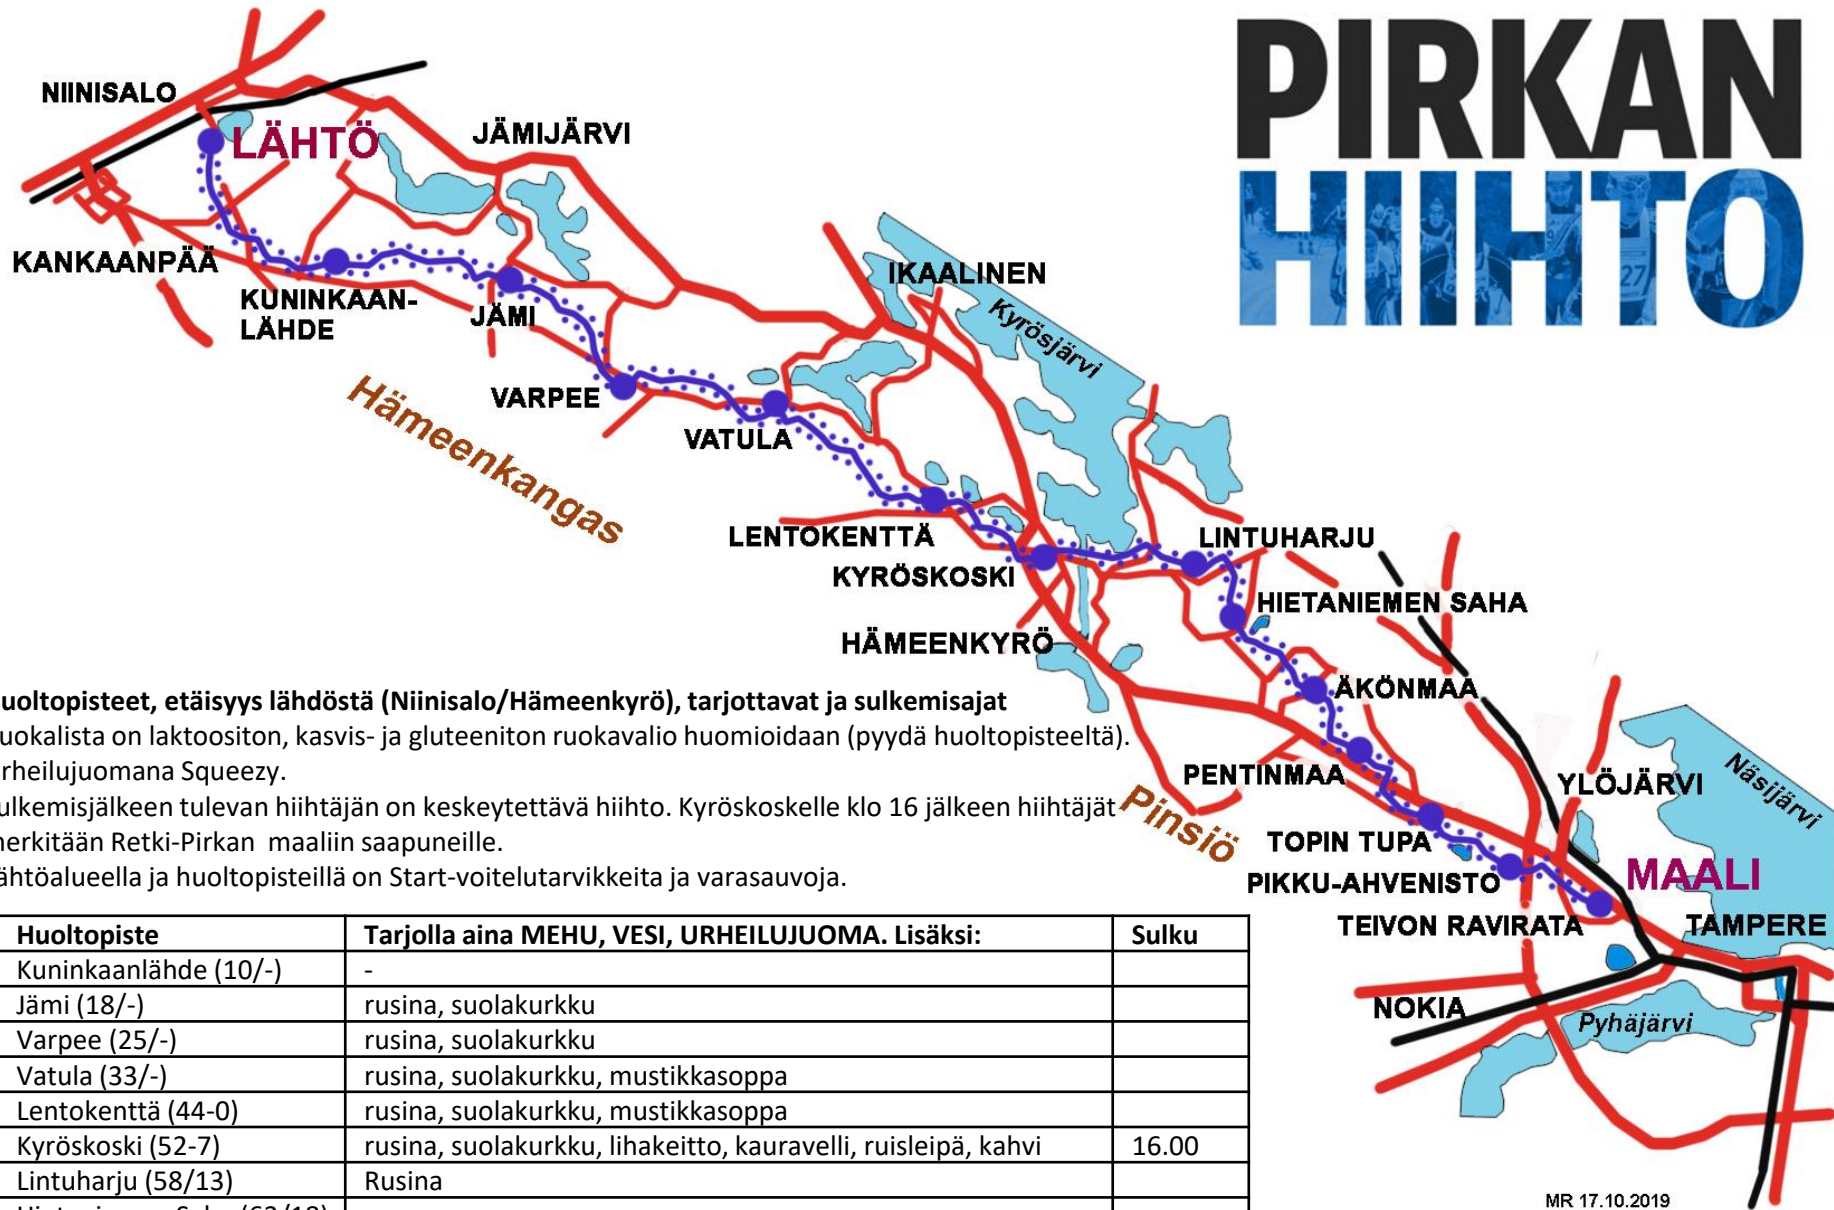 PIRKAN
HIIHTO
NIINISALO
LÄHTÖ
JÄMIJÄRVI
KANKAANPÄÄ
KUNINKAAN-
LÄHDE
JÄMI
IKAALINEN
Kyrösjärvi
VARPEE
Hämeenkangas
VATULA
LENTOKENTTÄ
KYRÖSKOSKI
LINTUHARJU
HIETANIEMEN SAHA
HÄMEENKYRÖ
ÄKÖNMAA
PENTINMAA
Pinsiö
YLÖJÄRVI
Näsijärvi
TOPIN TUPA
PIKKU-AHVENISTO
MAALI
TEIVON RAVIRATA
TAMPERE
NOKIA
Pyhäjärvi
uoltopisteet, etäisyys lähdöstä (Niinisalo/Hämeenkyrö), tarjottavat ja sulkemisajat
uokalista on laktoositon, kasvis- ja gluteeniton ruokavalio huomioidaan (pyydä huoltopisteeltä).
rheilujuomana Squeezy.
ulkemisjälkeen tulevan hiihtäjän on keskeytettävä hiihto. Kyröskoskelle klo 16 jälkeen hiihtäjät
erkitään Retki-Pirkan maaliin saapuneille.
ähtöalueella ja huoltopisteillä on Start-voitelutarvikkeita ja varasauvoja.
Huoltopiste Tarjolla aina MEHU, VESI, URHEILUJUOMA. Lisäksi: Sulku
Kuninkaanlähde (10/-) -
Jämi (18/-) rusina, suolakurkku
Varpee (25/-) rusina, suolakurkku
Vatula (33/-) rusina, suolakurkku, mustikkasoppa
Lentokenttä (44-0) rusina, suolakurkku, mustikkasoppa
Kyröskoski (52-7) rusina, suolakurkku, lihakeitto, kauravelli, ruisleipä, kahvi 16.00
Lintuharju (58/13) Rusina
MR 17.10.2019